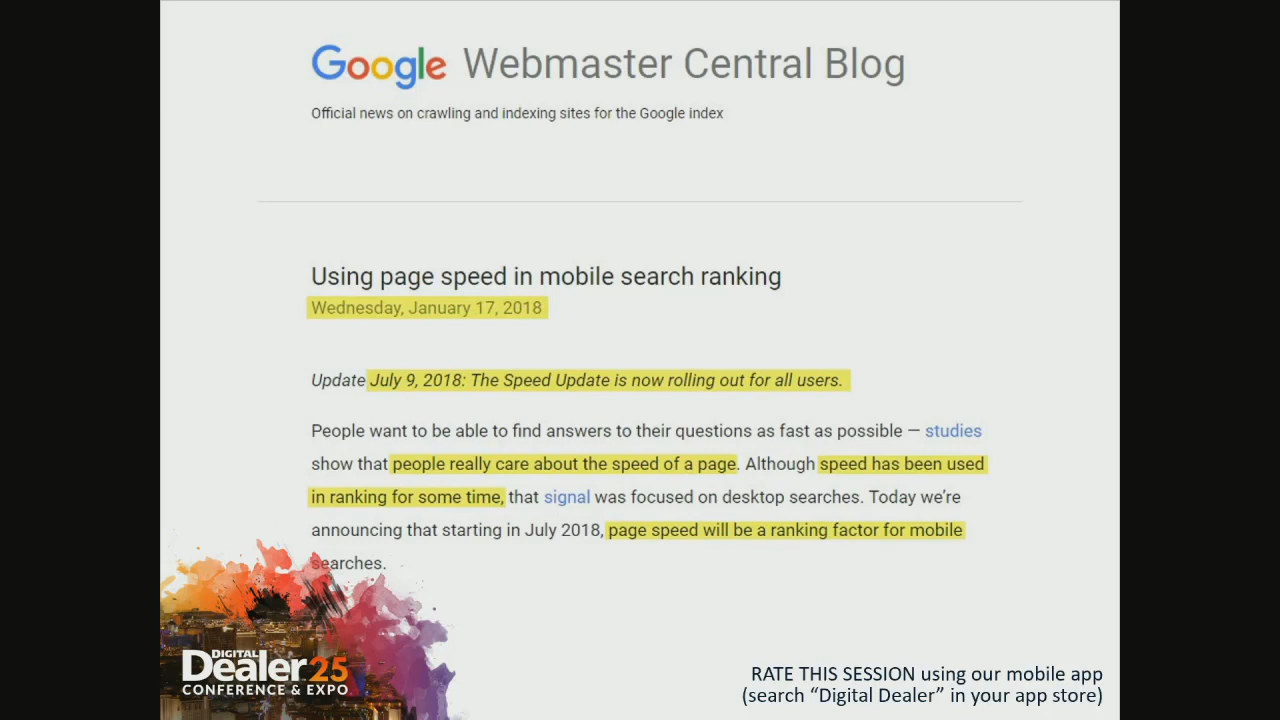 Google Webmaster Central Blog
Official news on crawling and indexing sites for the Google index
Using page speed in mobile search ranking
Wednesday, January 17, 2018
Update July 9, 2018: The Speed Update is now rolling out for all users.
People want to be able to find answers to their questions as fast as possible — studies
show that people really care about the speed of a page. Although speed has been used
in ranking for some time, that signal was focused on desktop searches. Today we’re
announcing that starting in July 2018, page speed will be a ranking factor for mobile
searches.
DIGITAL
Dealer 25
CONFERENCE & EXPO
RATE THIS SESSION using our mobile app
(search “Digital Dealer” in your app store)